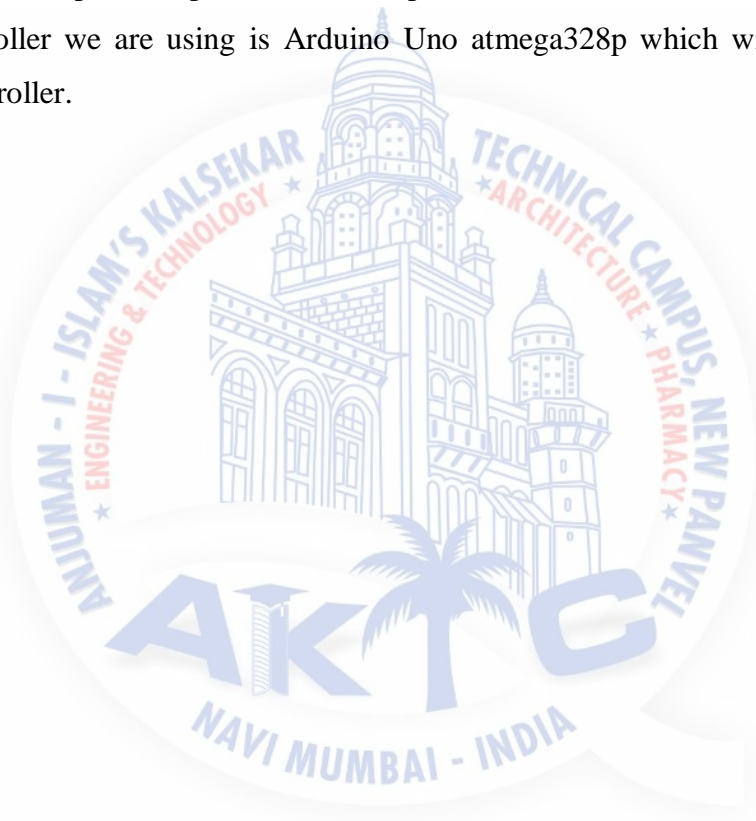 oller we are using is Arduino Uno atmega328p which w
roller.
ANJUMAN - I - ISLAM'S KALSEKAR TECHNICAL CAMPUS, NEW PANVEL
★ ENGINEERING & TECHNOLOGY ★ ★ ARCHITECTURE ★ PHARMACY ★
AKTC
NAVI MUMBAI - INDIA